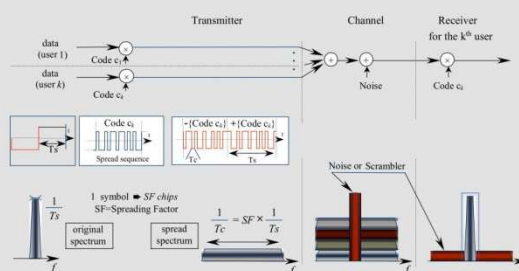 Transmitter
Channel
Receiver
for the kth user
data
(user 1)
Code c1
data
(user k)
Code ck
Noise
Code ck
Code ck
t
Ts
t
Spread sequence
-{Code ck} +{Code ck}
t
Tc
Ts
Noise or Scrambler
1/Ts
1 symbol ➨ SF chips
SF=Spreading Factor
original
spectrum
f
spread
spectrum
1/Tc = SF × 1/Ts
f
f
f